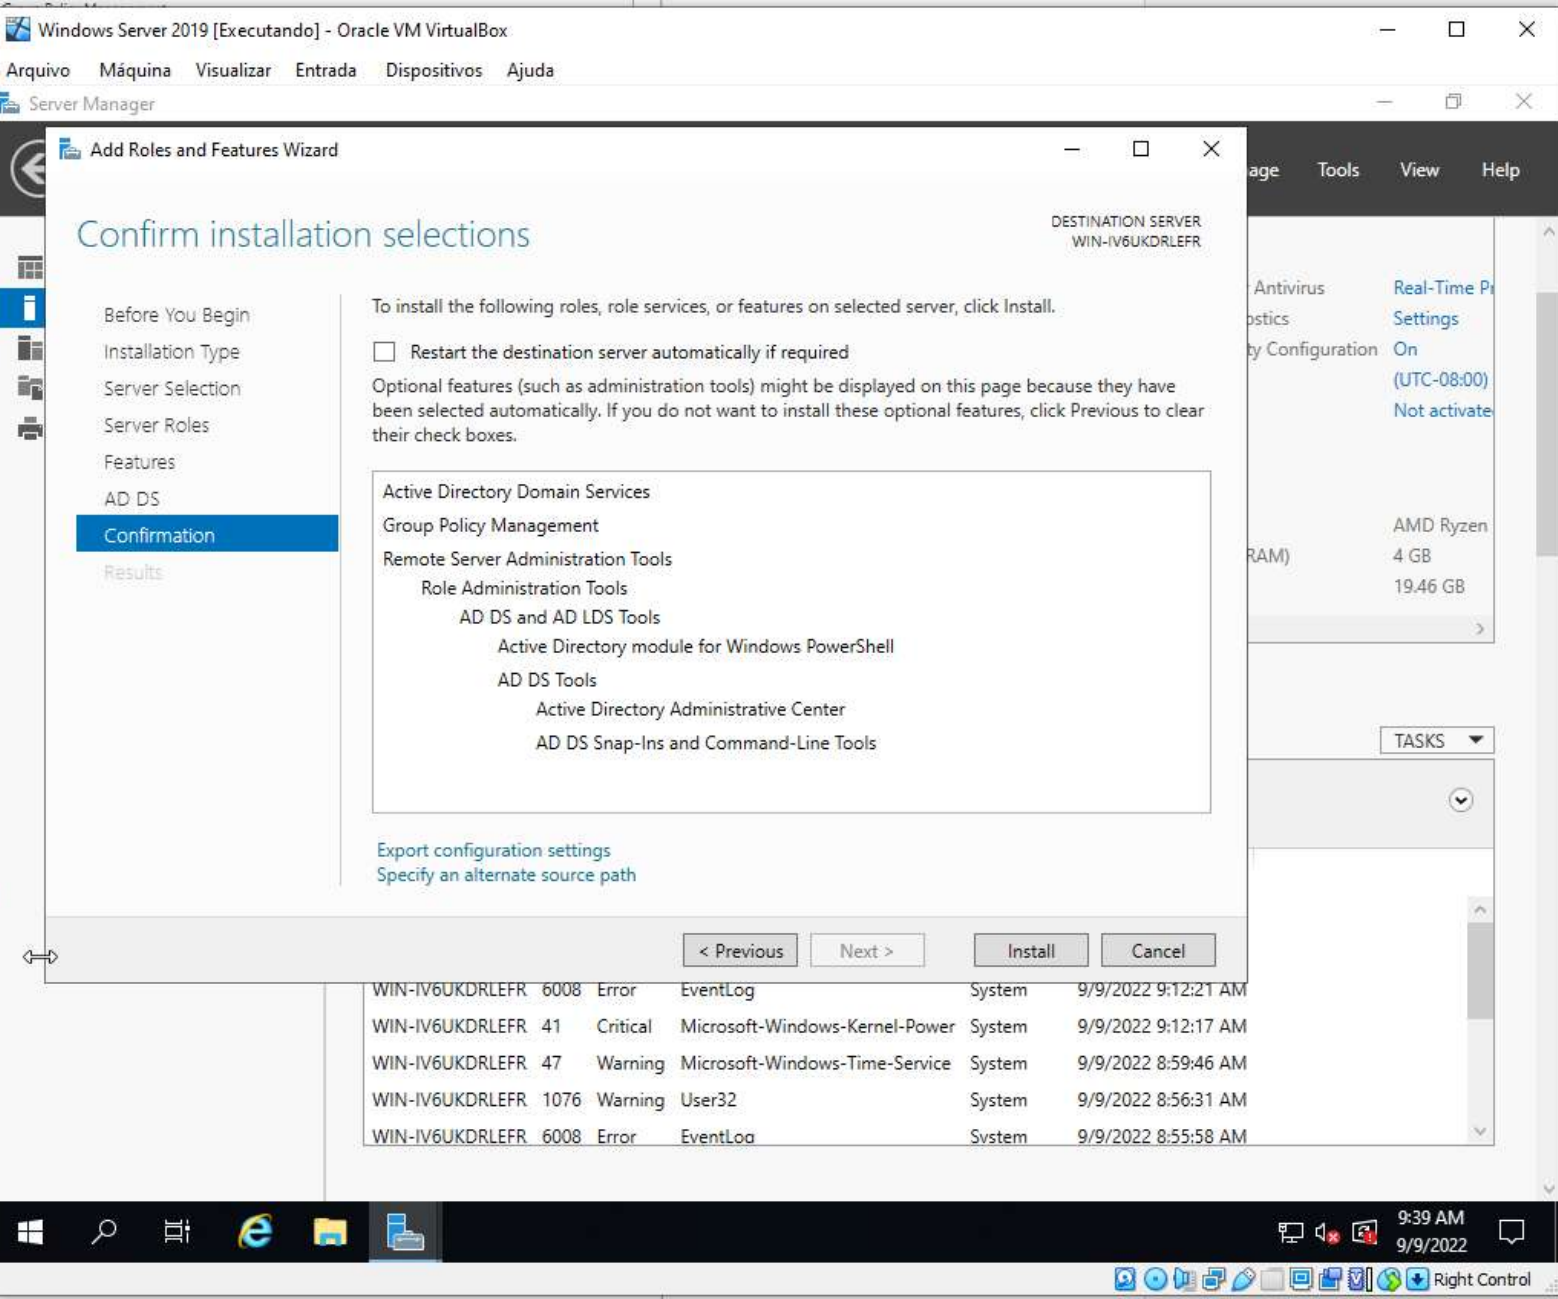 Windows Server 2019 [Executando] - Oracle VM VirtualBox
Arquivo Máquina Visualizar Entrada Dispositivos Ajuda
Server Manager
Add Roles and Features Wizard
age Tools View Help
Confirm installation selections
DESTINATION SERVER
WIN-IV6UKDRLEFR
Before You Begin
Installation Type
Server Selection
Server Roles
Features
AD DS
Confirmation
Results
To install the following roles, role services, or features on selected server, click Install.
Restart the destination server automatically if required
Optional features (such as administration tools) might be displayed on this page because they have
been selected automatically. If you do not want to install these optional features, click Previous to clear
their check boxes.
Active Directory Domain Services
Group Policy Management
Remote Server Administration Tools
Role Administration Tools
AD DS and AD LDS Tools
Active Directory module for Windows PowerShell
AD DS Tools
Active Directory Administrative Center
AD DS Snap-Ins and Command-Line Tools
Export configuration settings
Specify an alternate source path
< Previous Next > Install Cancel
Antivirus Real-Time Pr
ostics Settings
ty Configuration On
(UTC-08:00)
Not activate
AMD Ryzen
RAM) 4 GB
19.46 GB
TASKS
WIN-IV6UKDRLEFR 6008 Error EventLog System 9/9/2022 9:12:21 AM
WIN-IV6UKDRLEFR 41 Critical Microsoft-Windows-Kernel-Power System 9/9/2022 9:12:17 AM
WIN-IV6UKDRLEFR 47 Warning Microsoft-Windows-Time-Service System 9/9/2022 8:59:46 AM
WIN-IV6UKDRLEFR 1076 Warning User32 System 9/9/2022 8:56:31 AM
WIN-IV6UKDRLEFR 6008 Error EventLog System 9/9/2022 8:55:58 AM
9:39 AM
9/9/2022
Right Control